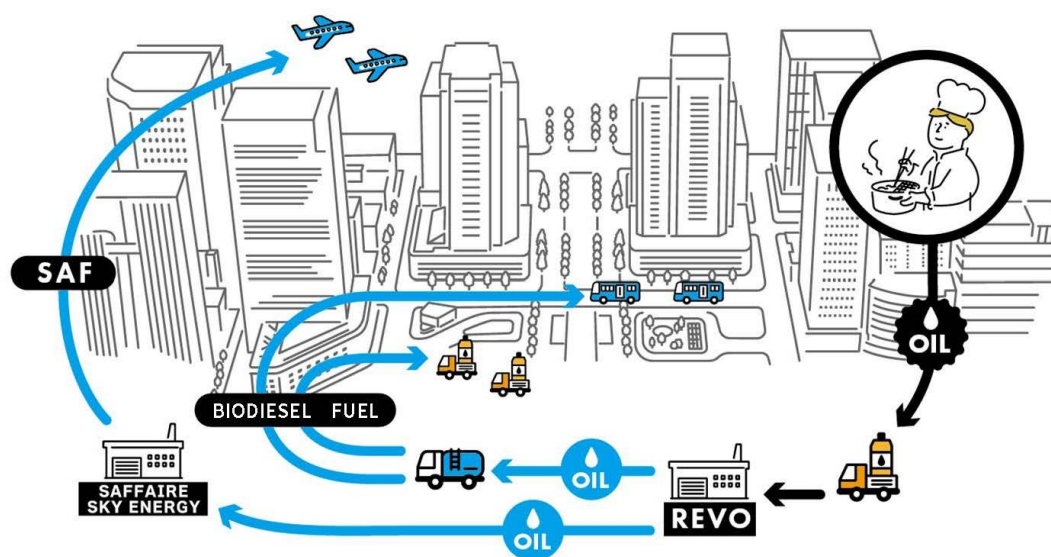 SAF
OIL
BIODIESEL FUEL
OIL
SAFFAIRE
SKY ENERGY
REVO
OIL